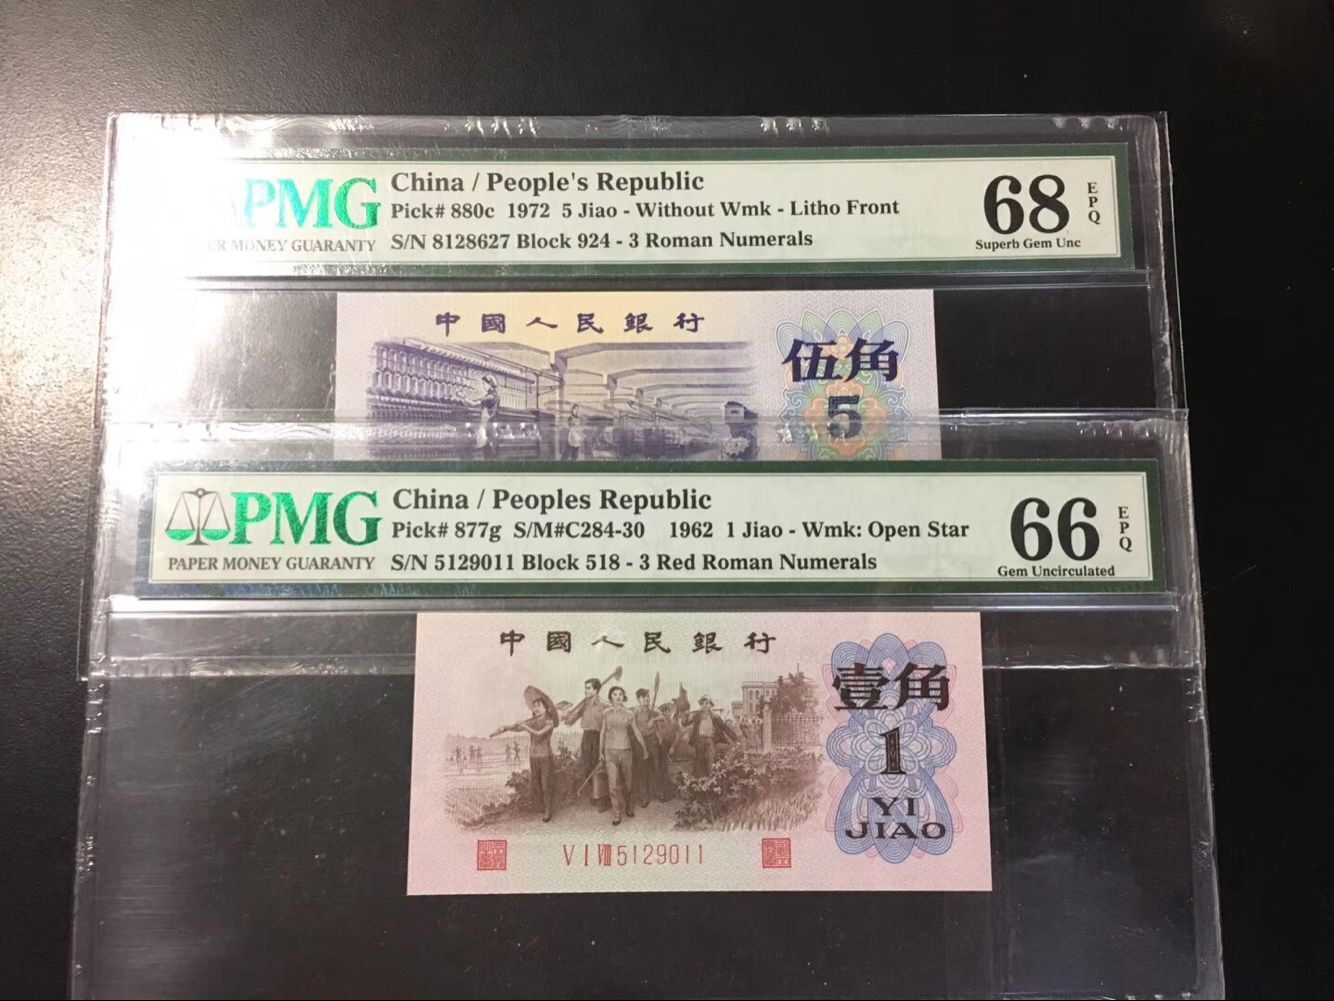 PMG
ER MONEY GUARANTY
China / People's Republic
Pick# 880c 1972 5 Jiao - Without Wmk - Litho Front
S/N 8128627 Block 924 - 3 Roman Numerals
68
EPQ
Superb Gem Unc
中國人民銀行
伍角
5
PMG
PAPER MONEY GUARANTY
China / Peoples Republic
Pick# 877g S/M#C284-30 1962 1 Jiao - Wmk: Open Star
S/N 5129011 Block 518 - 3 Red Roman Numerals
66
EPQ
Gem Uncirculated
中國人民銀行
壹角
1
YI
JIAO
V I VIII 5129011